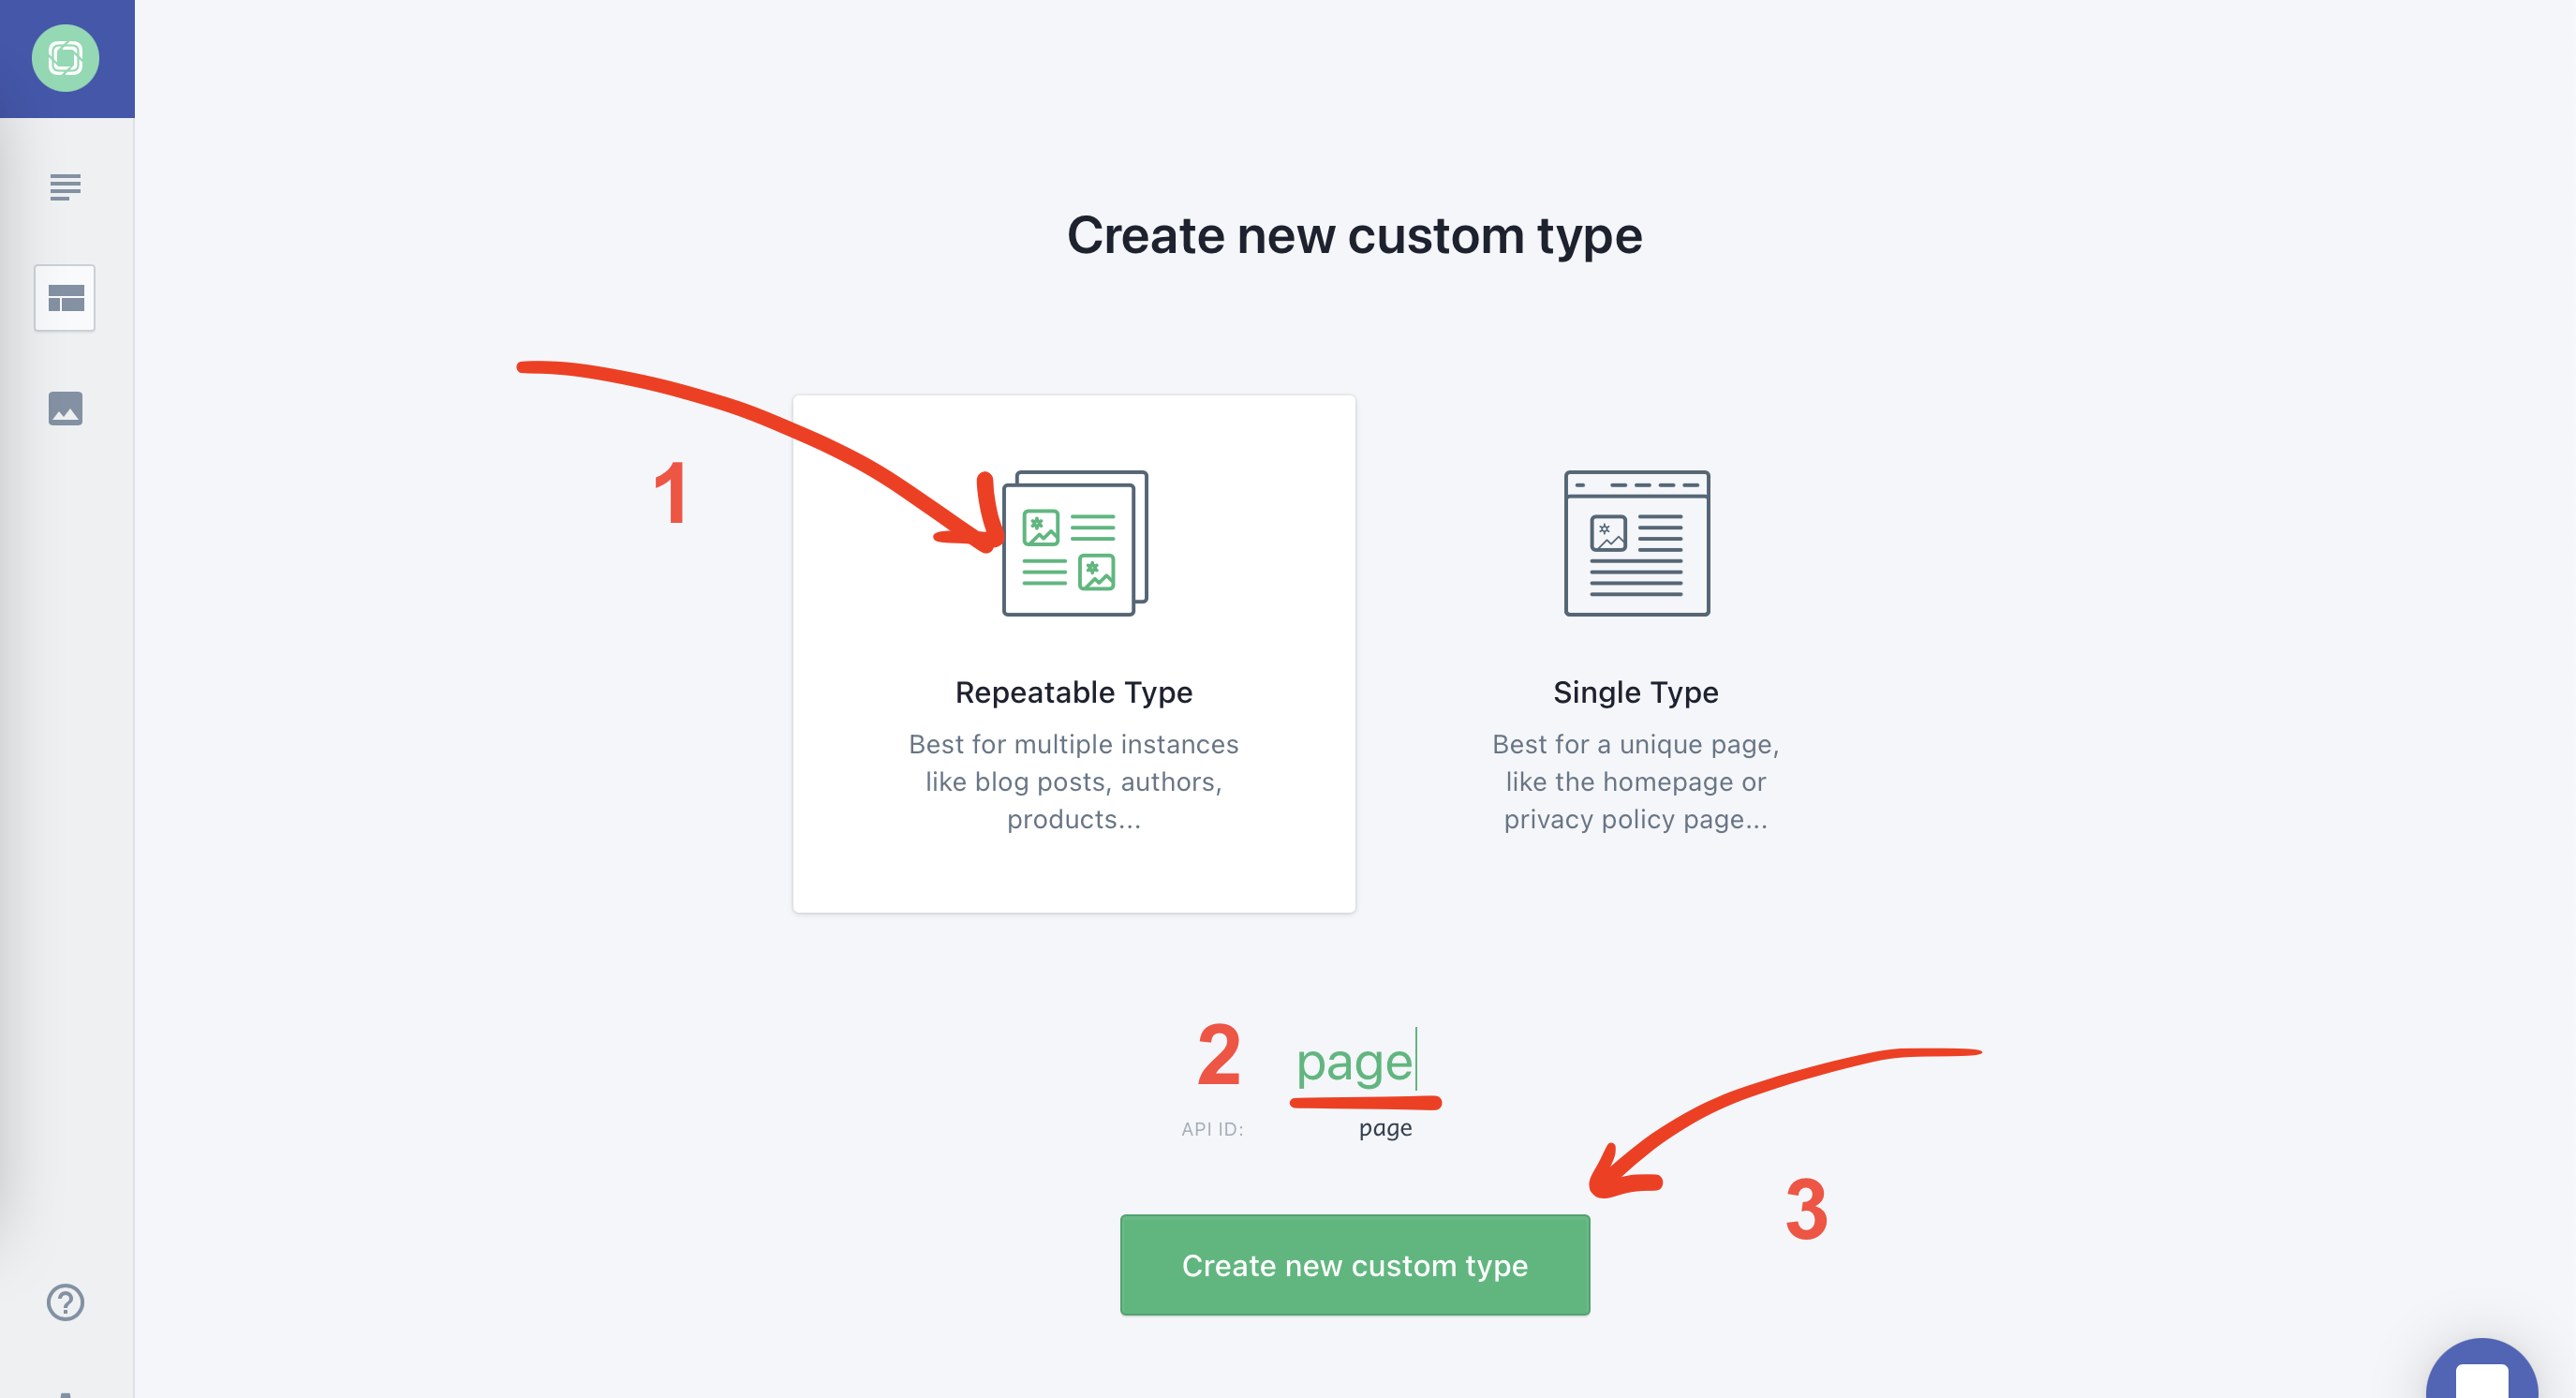 Create new custom type
1
Repeatable Type
Best for multiple instances
like blog posts, authors,
products...
Single Type
Best for a unique page,
like the homepage or
privacy policy page...
2 page
API ID: page
3
Create new custom type
?